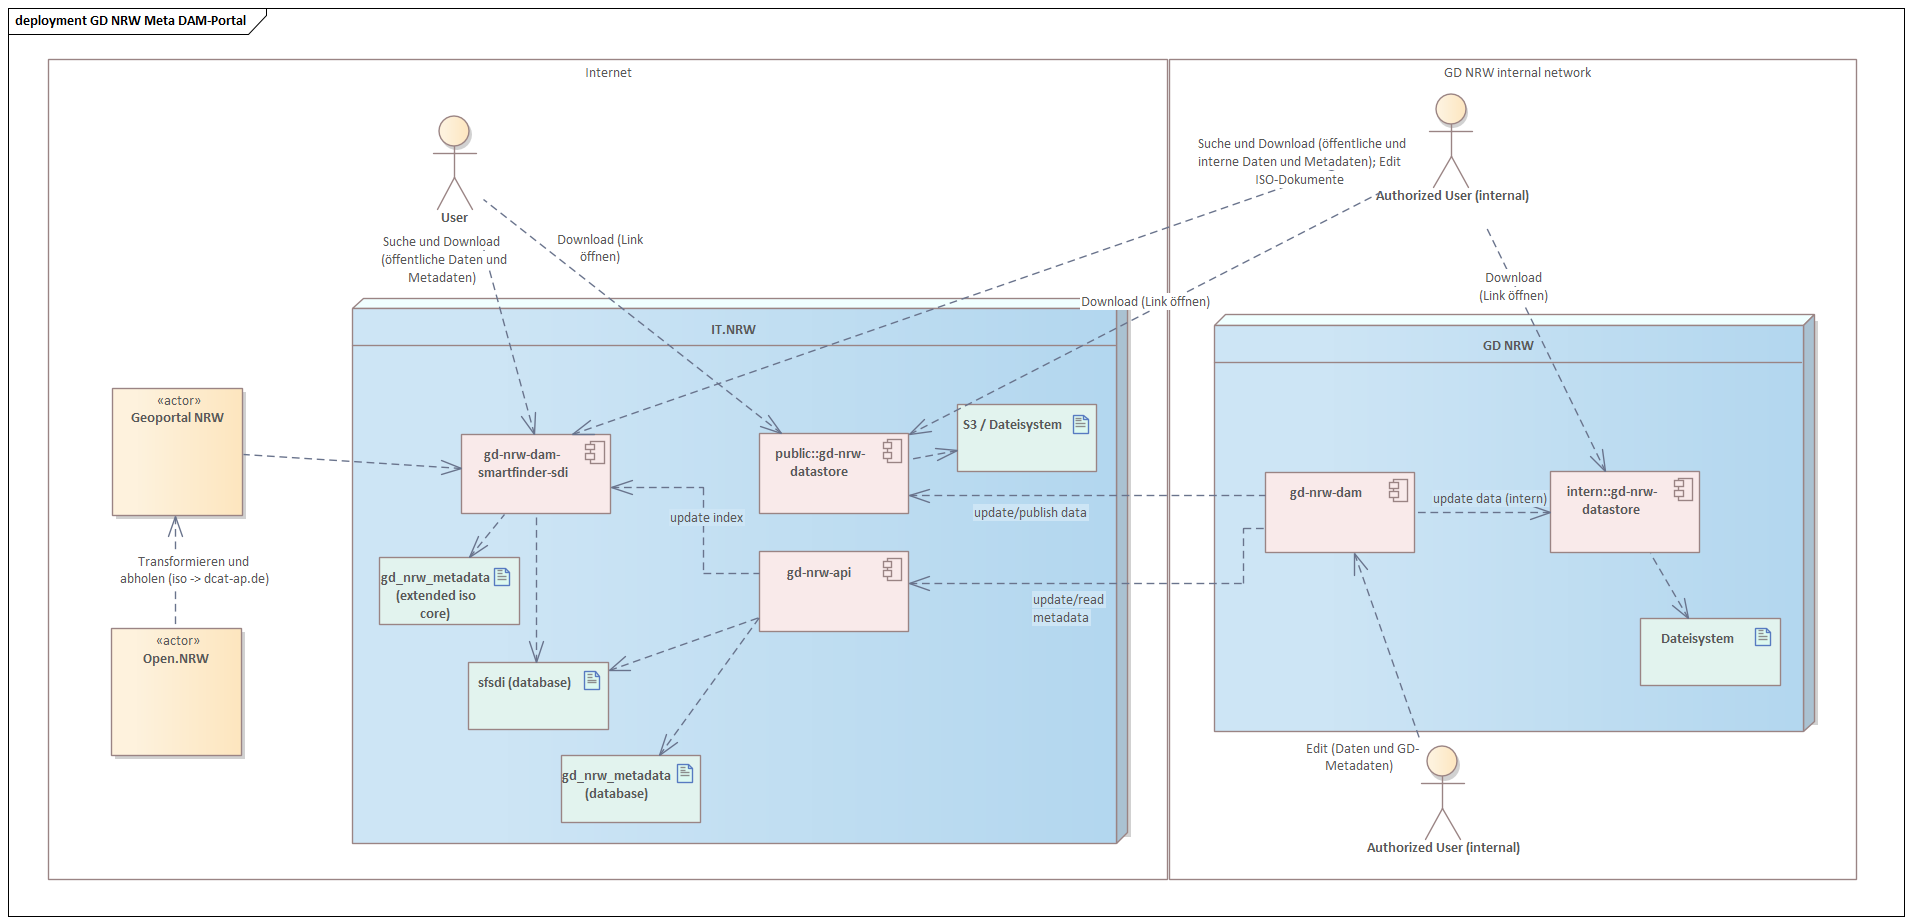 deployment GD NRW Meta DAM-Portal
Internet
GD NRW internal network
User
Suche und Download
(öffentliche Daten und
Metadaten)
Download (Link
öffnen)
Suche und Download (öffentliche und
interne Daten und Metadaten); Edit
ISO-Dokumente
Authorized User (internal)
Download (Link öffnen)
Download
(Link öffnen)
IT.NRW
GD NRW
«actor»
Geoportal NRW
Transformieren und
abholen (iso -> dcat-ap.de)
«actor»
Open.NRW
gd-nrw-dam-
smartfinder-sdi
public::gd-nrw-
datastore
S3 / Dateisystem
update index
update/publish data
gd_nrw_metadata
(extended iso
core)
gd-nrw-api
update/read
metadata
sfsdi (database)
gd_nrw_metadata
(database)
gd-nrw-dam
update data (intern)
intern::gd-nrw-
datastore
Dateisystem
Edit (Daten und GD-
Metadaten)
Authorized User (internal)